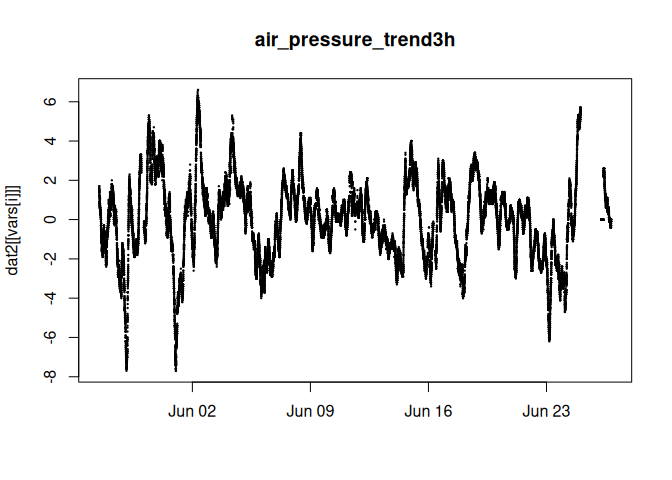 air_pressure_trend3h
dat2[[vars[i]]]
6
4
2
0
-2
-4
-6
-8
Jun 02
Jun 09
Jun 16
Jun 23